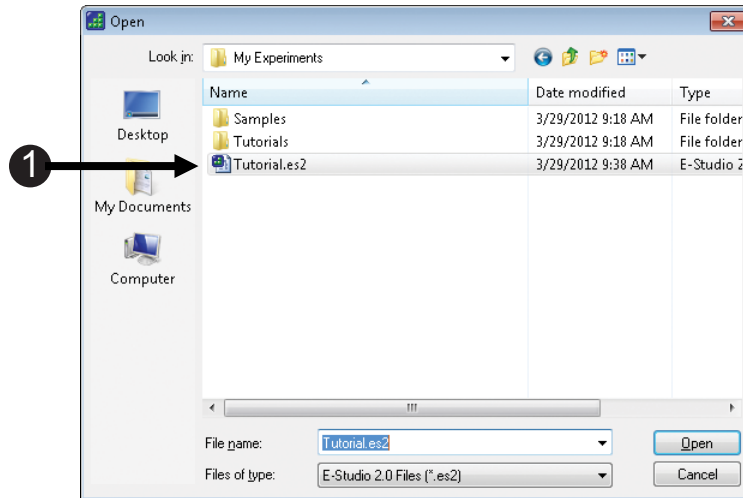 Open
Look in: My Experiments
Name Date modified Type
Samples 3/29/2012 9:18 AM File folder
Tutorials 3/29/2012 9:18 AM File folder
1 Tutorial.es2 3/29/2012 9:38 AM E-Studio 2
Desktop
My Documents
Computer
File name: Tutorial.es2 Open
Files of type: E-Studio 2.0 Files (*.es2) Cancel